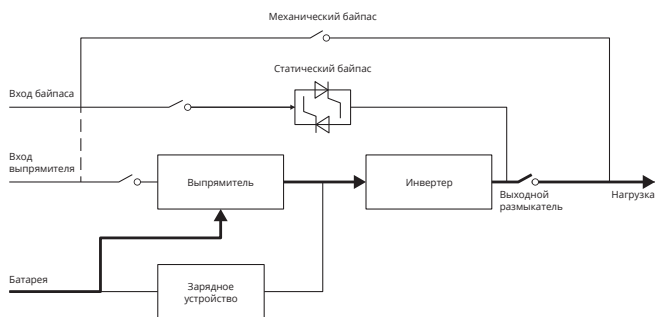 Механический байпас
Статический байпас
Вход байпаса
Вход
выпрямителя
Выпрямитель
Инвертер
Выходной
размыкатель
Нагрузка
Батарея
Зарядное
устройство